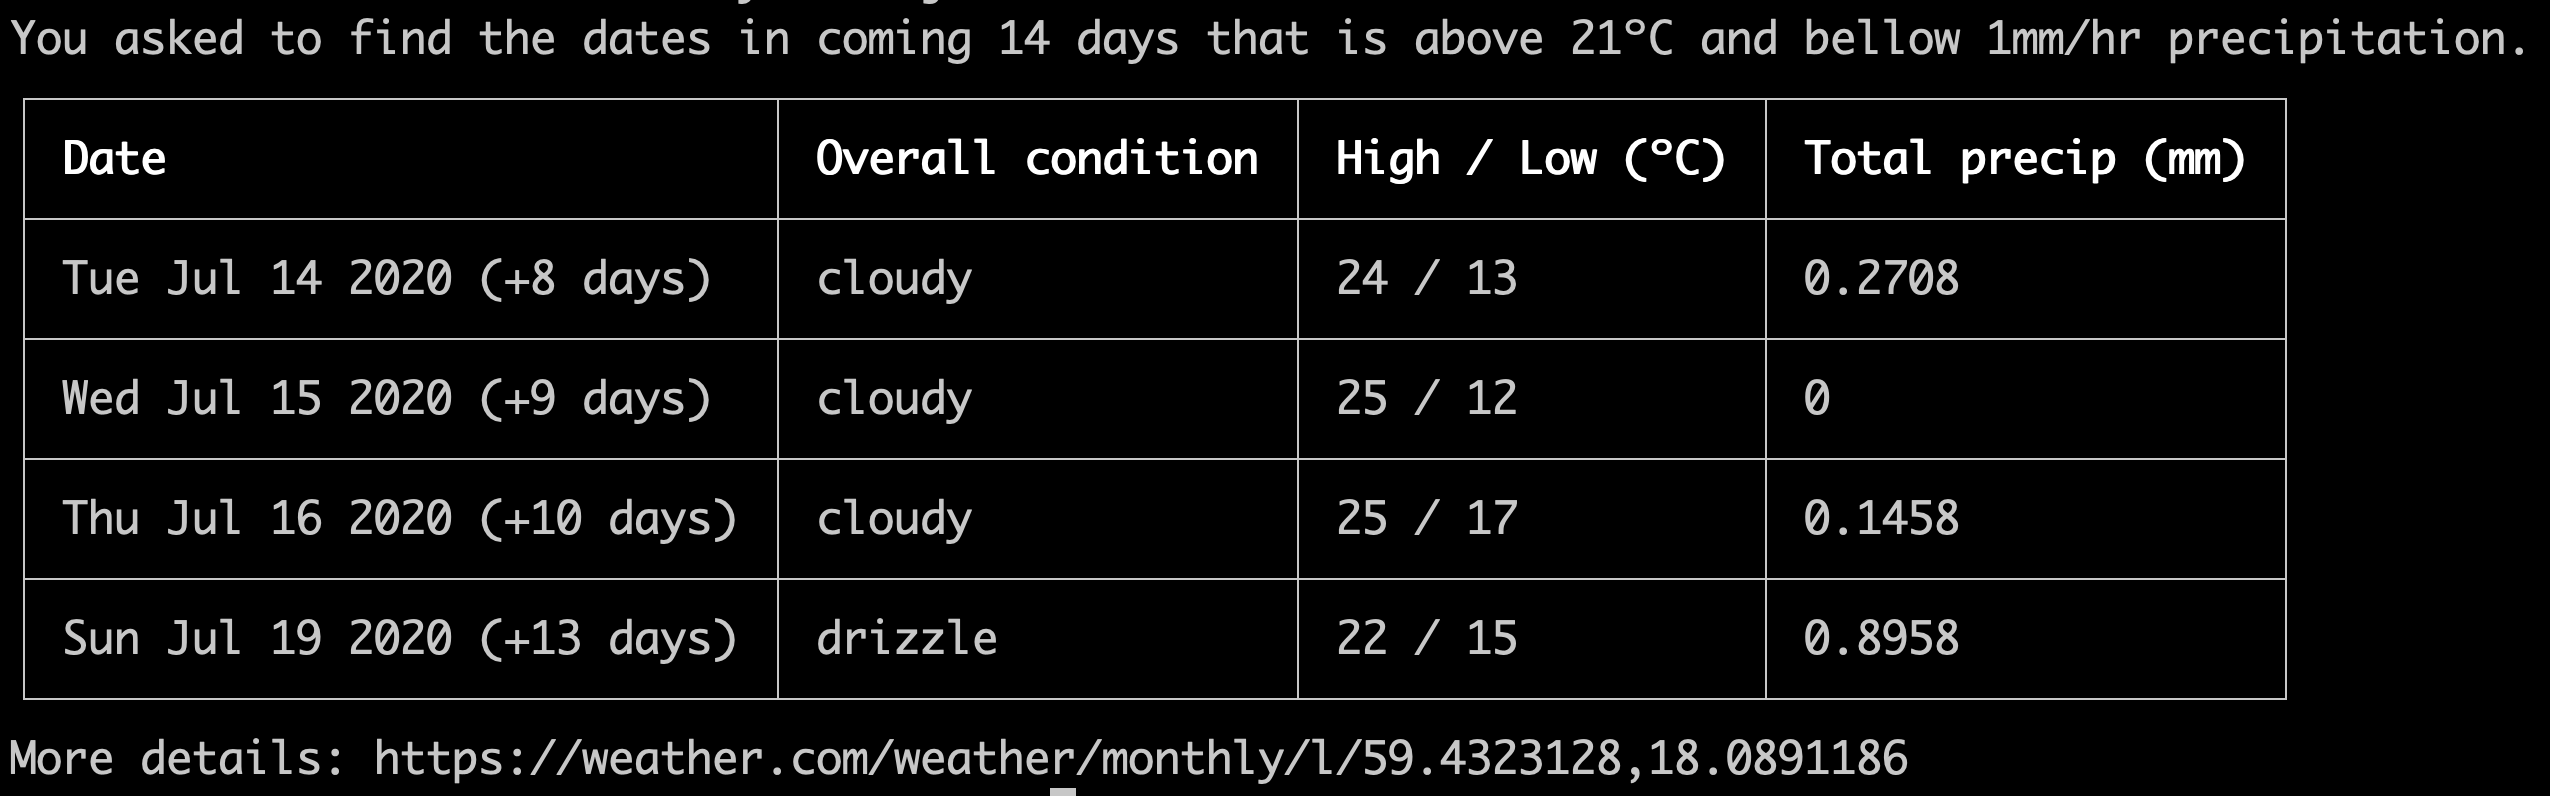 You asked to find the dates in coming 14 days that is above 21°C and bellow 1mm/hr precipitation.
Date Overall condition High / Low (°C) Total precip (mm)
Tue Jul 14 2020 (+8 days) cloudy 24 / 13 0.2708
Wed Jul 15 2020 (+9 days) cloudy 25 / 12 0
Thu Jul 16 2020 (+10 days) cloudy 25 / 17 0.1458
Sun Jul 19 2020 (+13 days) drizzle 22 / 15 0.8958
More details: https://weather.com/weather/monthly/l/59.4323128,18.0891186